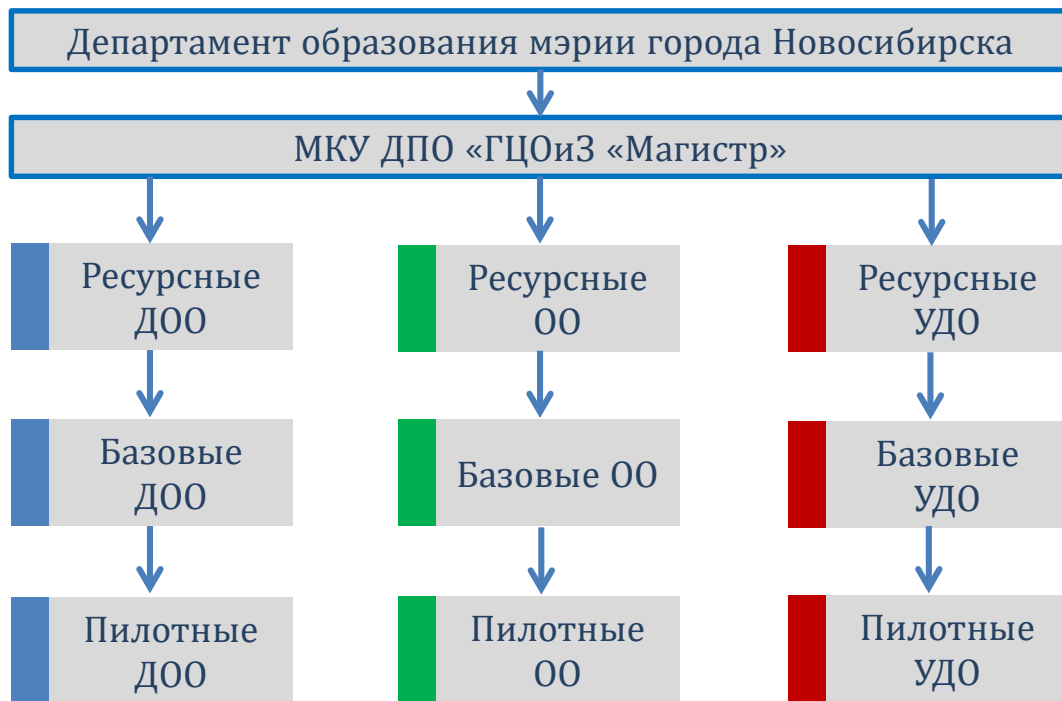 Департамент образования мэрии города Новосибирска
МКУ ДПО «ГЦОиЗ «Магистр»
Ресурсные
ДОО
Ресурсные
ОО
Ресурсные
УДО
Базовые
ДОО
Базовые ОО
Базовые
УДО
Пилотные
ДОО
Пилотные
ОО
Пилотные
УДО